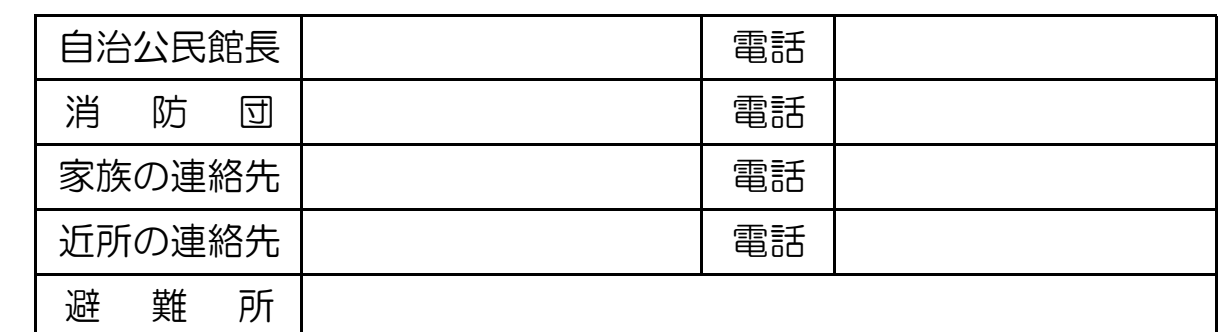 自治公民館長 電話
消防団 電話
家族の連絡先 電話
近所の連絡先 電話
避難所